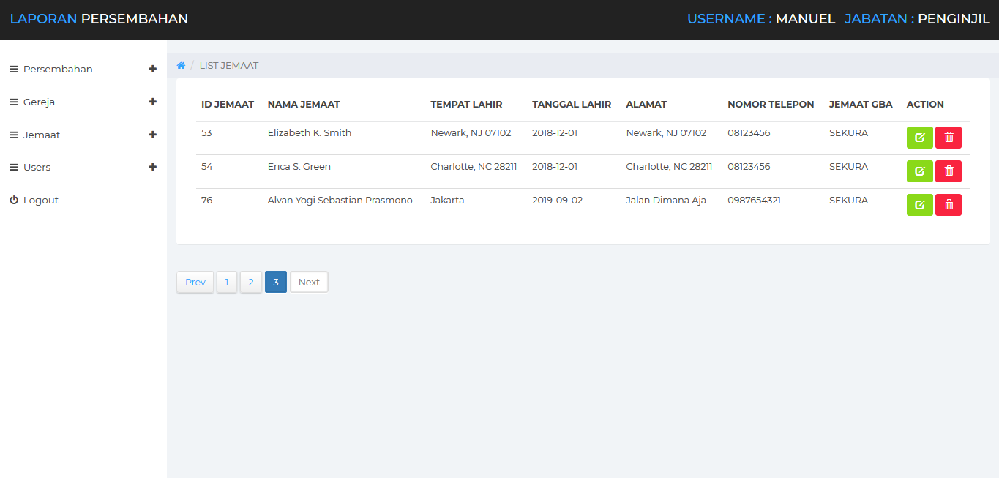 LAPORAN PERSEMBAHAN
USERNAME : MANUEL JABATAN : PENGINJIL
Persembahan
Gereja
Jemaat
Users
Logout
/ LIST JEMAAT
ID JEMAAT NAMA JEMAAT TEMPAT LAHIR TANGGAL LAHIR ALAMAT NOMOR TELEPON JEMAAT GBA ACTION
53 Elizabeth K. Smith Newark, NJ 07102 2018-12-01 Newark, NJ 07102 08123456 SEKURA
54 Erica S. Green Charlotte, NC 28211 2018-12-01 Charlotte, NC 28211 08123456 SEKURA
76 Alvan Yogi Sebastian Prasmono Jakarta 2019-09-02 Jalan Dimana Aja 0987654321 SEKURA
Prev 1 2 3 Next